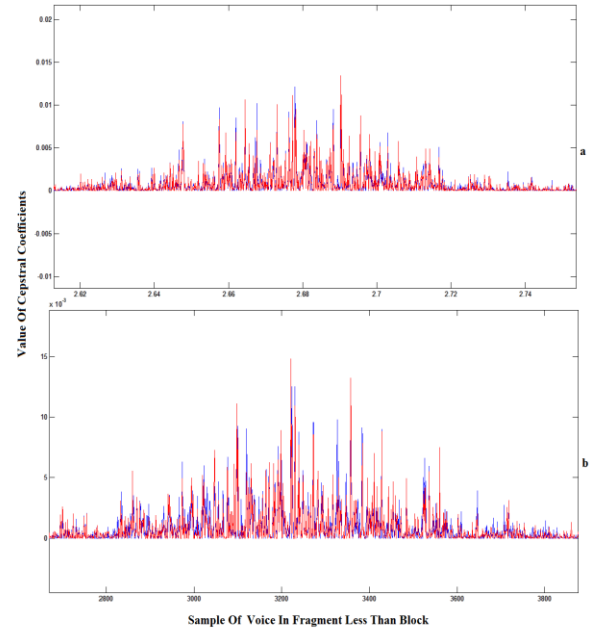 0.02
0.015
0.01
0.005
0
-0.005
-0.01
a
2.62 2.64 2.66 2.68 2.7 2.72 2.74
Value Of Cepstral Coefficients
x 10⁻³
15
10
5
0
b
2800 3000 3200 3400 3600 3800
Sample Of Voice In Fragment Less Than Block